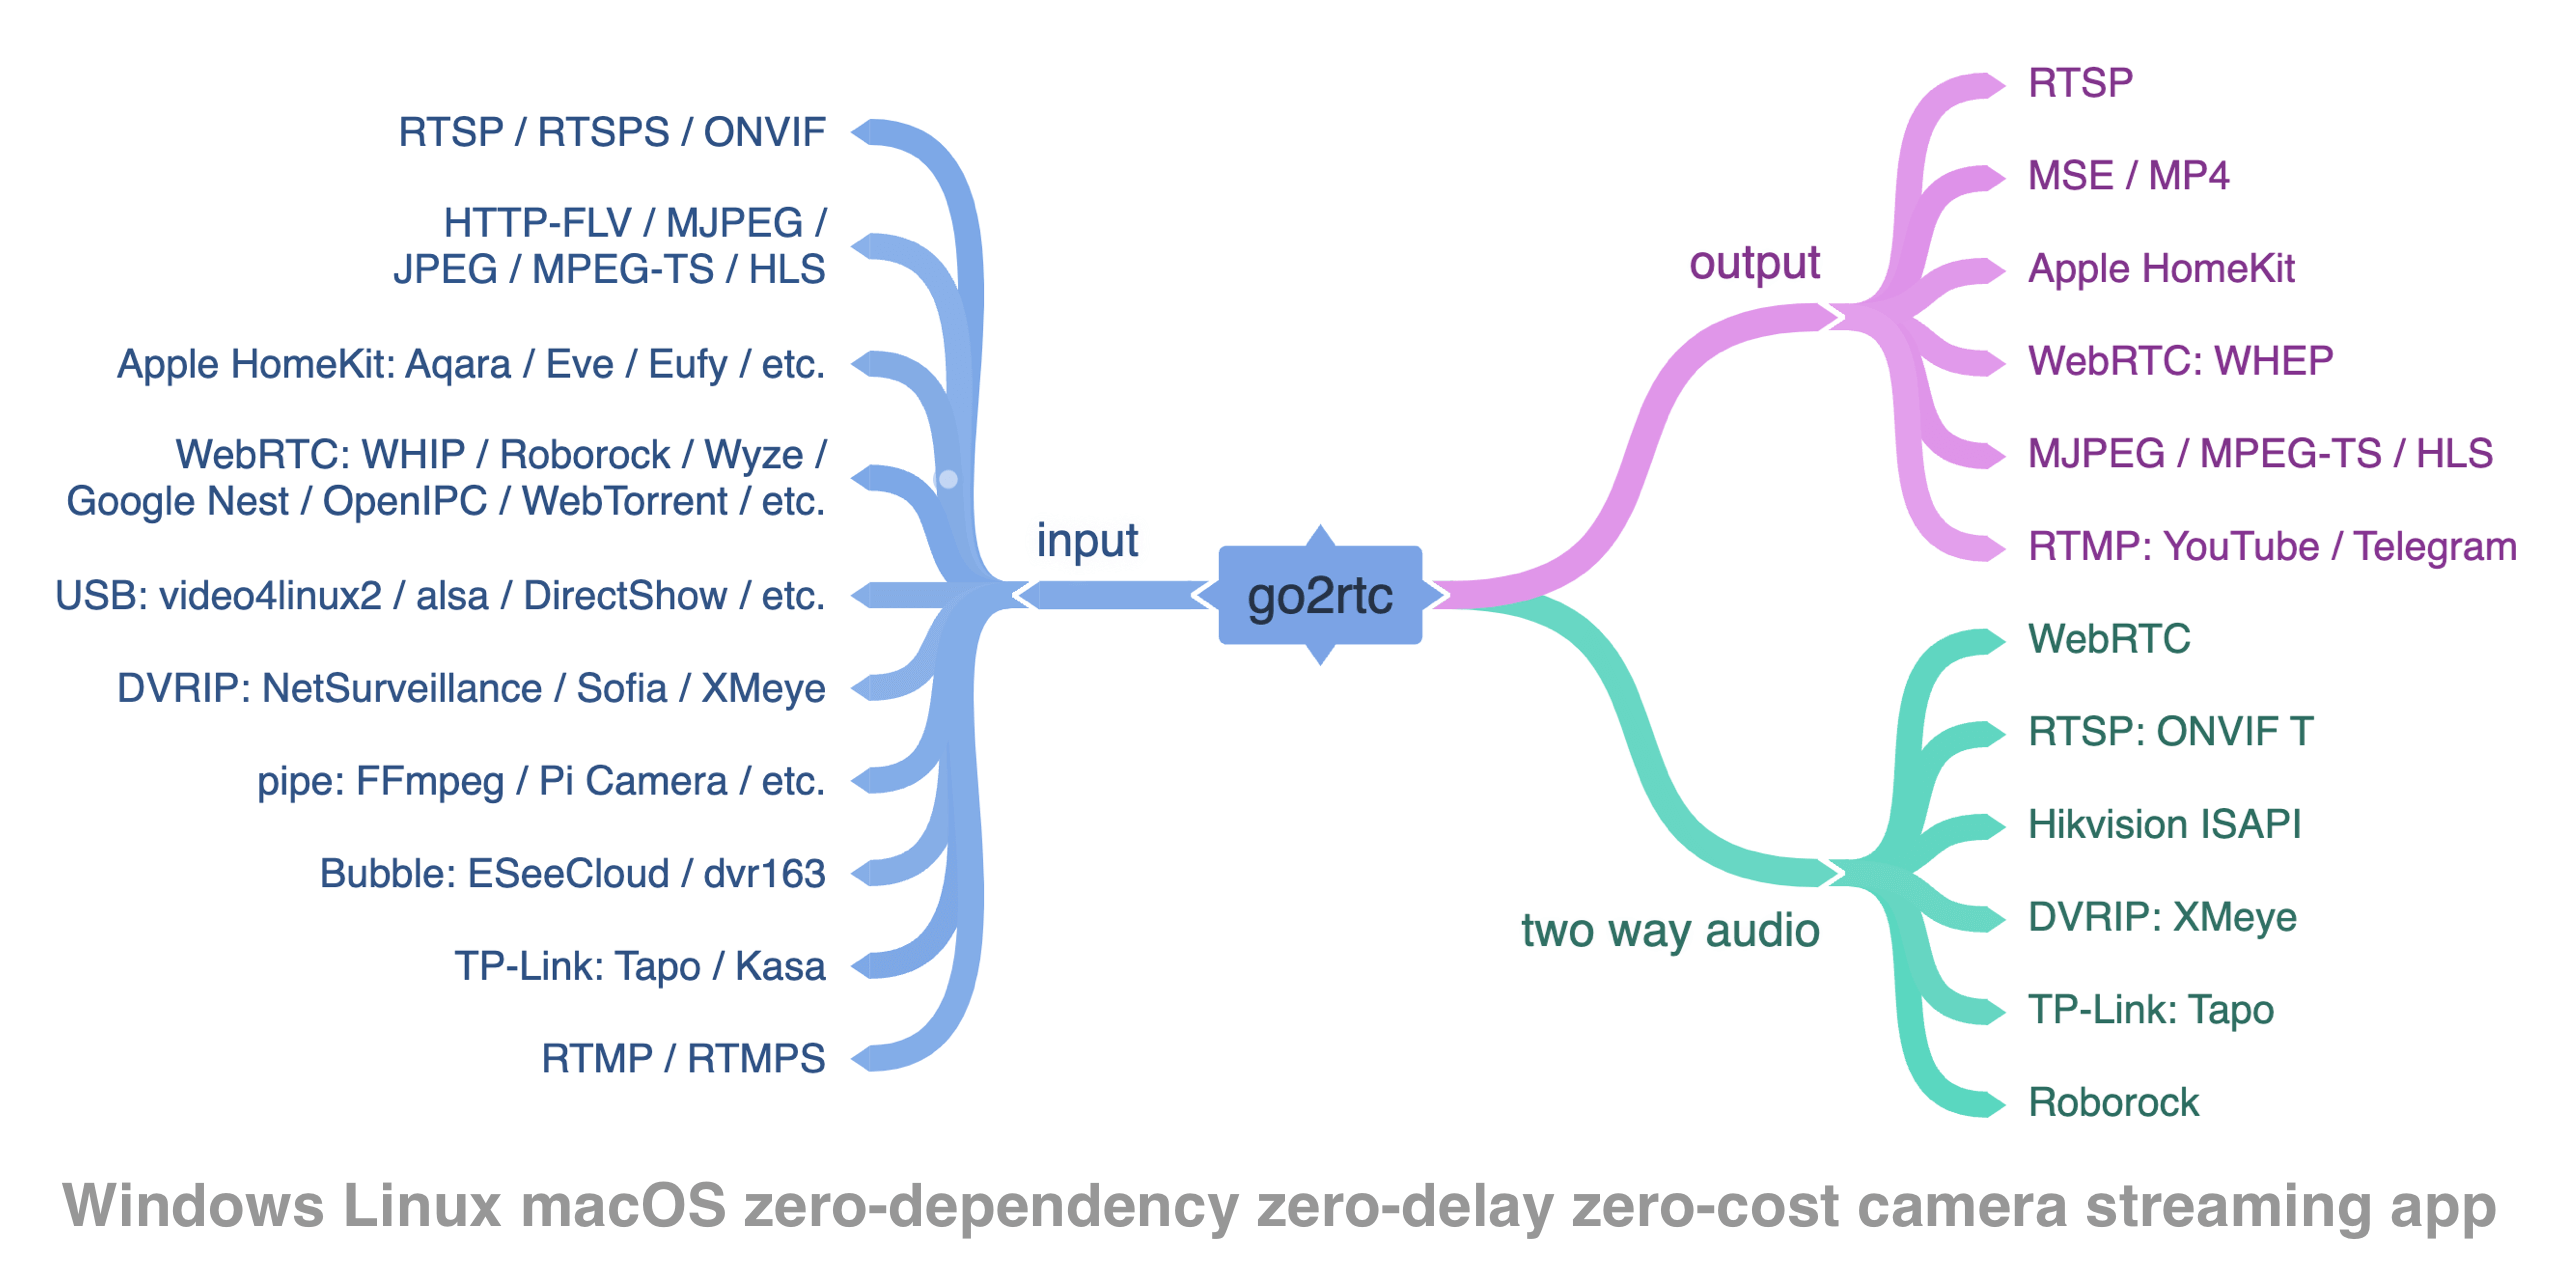 RTSP / RTSPS / ONVIF
HTTP-FLV / MJPEG /
JPEG / MPEG-TS / HLS
Apple HomeKit: Aqara / Eve / Eufy / etc.
WebRTC: WHIP / Roborock / Wyze /
Google Nest / OpenIPC / WebTorrent / etc.
USB: video4linux2 / alsa / DirectShow / etc.
DVRIP: NetSurveillance / Sofia / XMeye
pipe: FFmpeg / Pi Camera / etc.
Bubble: ESeeCloud / dvr163
TP-Link: Tapo / Kasa
RTMP / RTMPS
input
go2rtc
output
RTSP
MSE / MP4
Apple HomeKit
WebRTC: WHEP
MJPEG / MPEG-TS / HLS
RTMP: YouTube / Telegram
two way audio
WebRTC
RTSP: ONVIF T
Hikvision ISAPI
DVRIP: XMeye
TP-Link: Tapo
Roborock
Windows Linux macOS zero-dependency zero-delay zero-cost camera streaming app